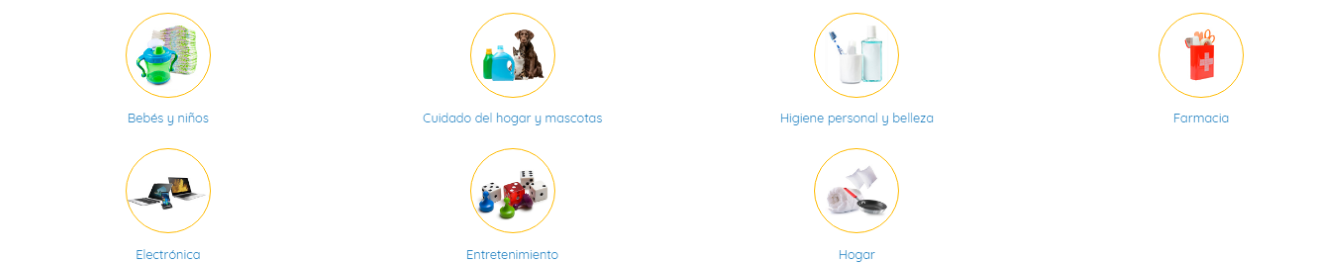 Bebés y niños
Cuidado del hogar y mascotas
Higiene personal y belleza
Farmacia
Electrónica
Entretenimiento
Hogar